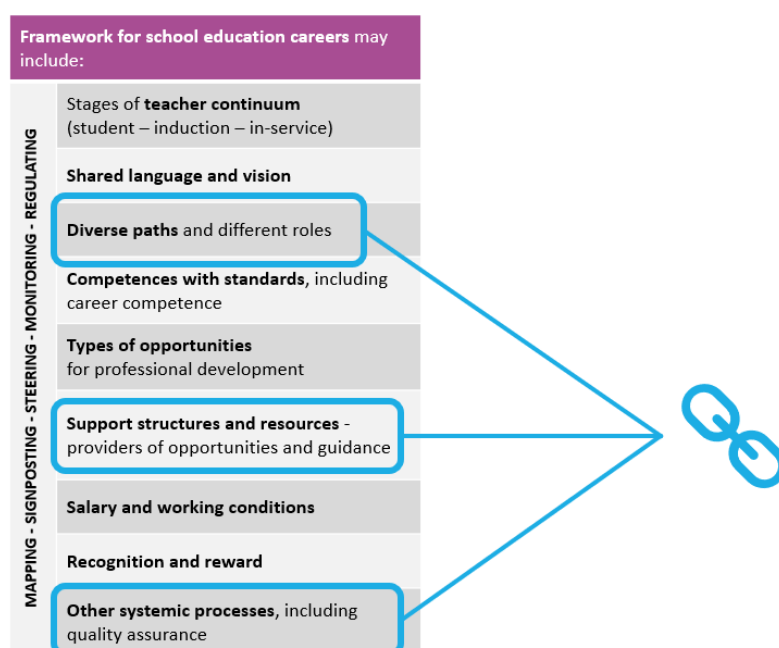 Framework for school education careers may
include:
MAPPING - SIGNPOSTING - STEERING - MONITORING - REGULATING
Stages of teacher continuum
(student – induction – in-service)
Shared language and vision
Diverse paths and different roles
Competences with standards, including
career competence
Types of opportunities
for professional development
Support structures and resources -
providers of opportunities and guidance
Salary and working conditions
Recognition and reward
Other systemic processes, including
quality assurance